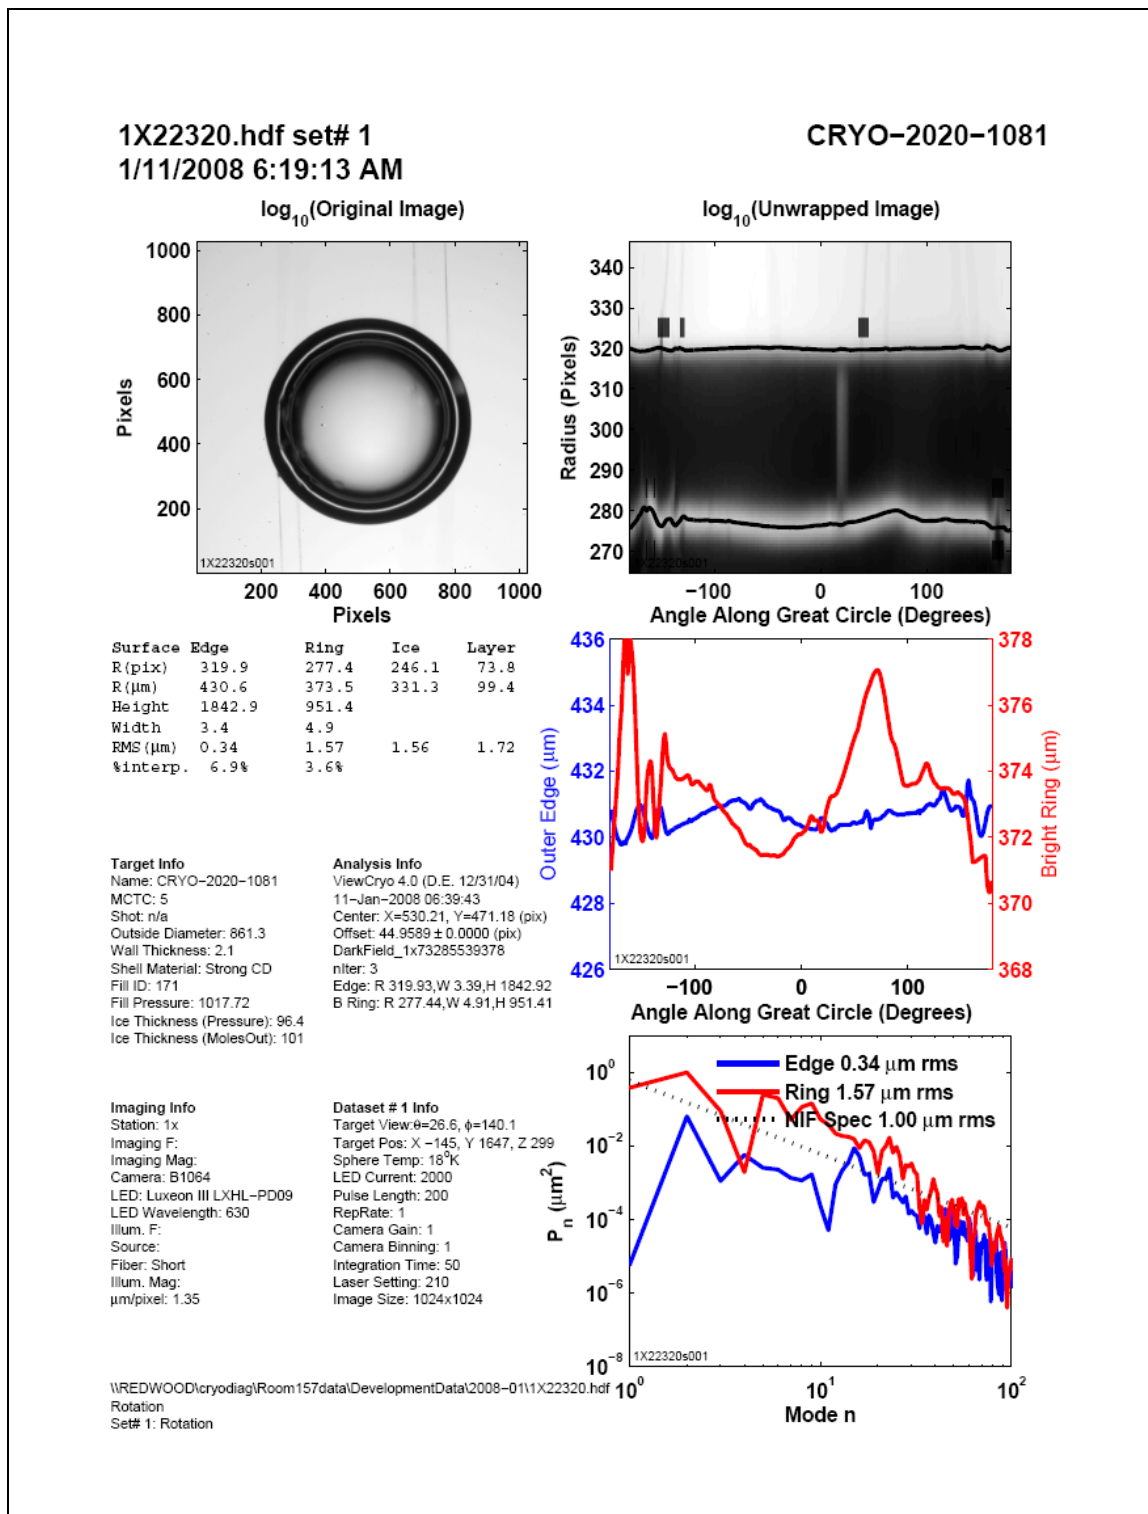 1X22320.hdf set# 1
CRYO−2020−1081
1/11/2008 6:19:13 AM
log10(Original Image)
1000
800
600
400
200
Pixels
1X22320s001
200 400 600 800 1000
Pixels
log10(Unwrapped Image)
340
330
320
310
300
290
280
270
Radius (Pixels)
1X22320s001
−100 0 100
Angle Along Great Circle (Degrees)
Surface Edge Ring Ice Layer
R(pix) 319.9 277.4 246.1 73.8
R(μm) 430.6 373.5 331.3 99.4
Height 1842.9 951.4
Width 3.4 4.9
RMS(μm) 0.34 1.57 1.56 1.72
%interp. 6.9% 3.6%
436
434
432
430
428
426
Outer Edge (μm)
378
376
374
372
370
368
Bright Ring (μm)
1X22320s001
−100 0 100
Angle Along Great Circle (Degrees)
Target Info
Name: CRYO−2020−1081
MCTC: 5
Shot: n/a
Outside Diameter: 861.3
Wall Thickness: 2.1
Shell Material: Strong CD
Fill ID: 171
Fill Pressure: 1017.72
Ice Thickness (Pressure): 96.4
Ice Thickness (MolesOut): 101
Analysis Info
ViewCryo 4.0 (D.E. 12/31/04)
11−Jan−2008 06:39:43
Center: X=530.21, Y=471.18 (pix)
Offset: 44.9589 ± 0.0000 (pix)
DarkField_1x73285539378
nIter: 3
Edge: R 319.93,W 3.39,H 1842.92
B Ring: R 277.44,W 4.91,H 951.41
Imaging Info
Station: 1x
Imaging F:
Imaging Mag:
Camera: B1064
LED: Luxeon III LXHL−PD09
LED Wavelength: 630
Illum. F:
Source:
Fiber: Short
Illum. Mag:
μm/pixel: 1.35
Dataset # 1 Info
Target View:θ=26.6, ϕ=140.1
Target Pos: X −145, Y 1647, Z 299
Sphere Temp: 18°K
LED Current: 2000
Pulse Length: 200
RepRate: 1
Camera Gain: 1
Camera Binning: 1
Integration Time: 50
Laser Setting: 210
Image Size: 1024x1024
Edge 0.34 μm rms
Ring 1.57 μm rms
NIF Spec 1.00 μm rms
10^0
10^−2
10^−4
10^−6
10^−8
Pn (μm²)
1X22320s001
10^0 10^1 10^2
Mode n
\\REDWOOD\cryodiag\Room157data\DevelopmentData\2008−01\1X22320.hdf
Rotation
Set# 1: Rotation